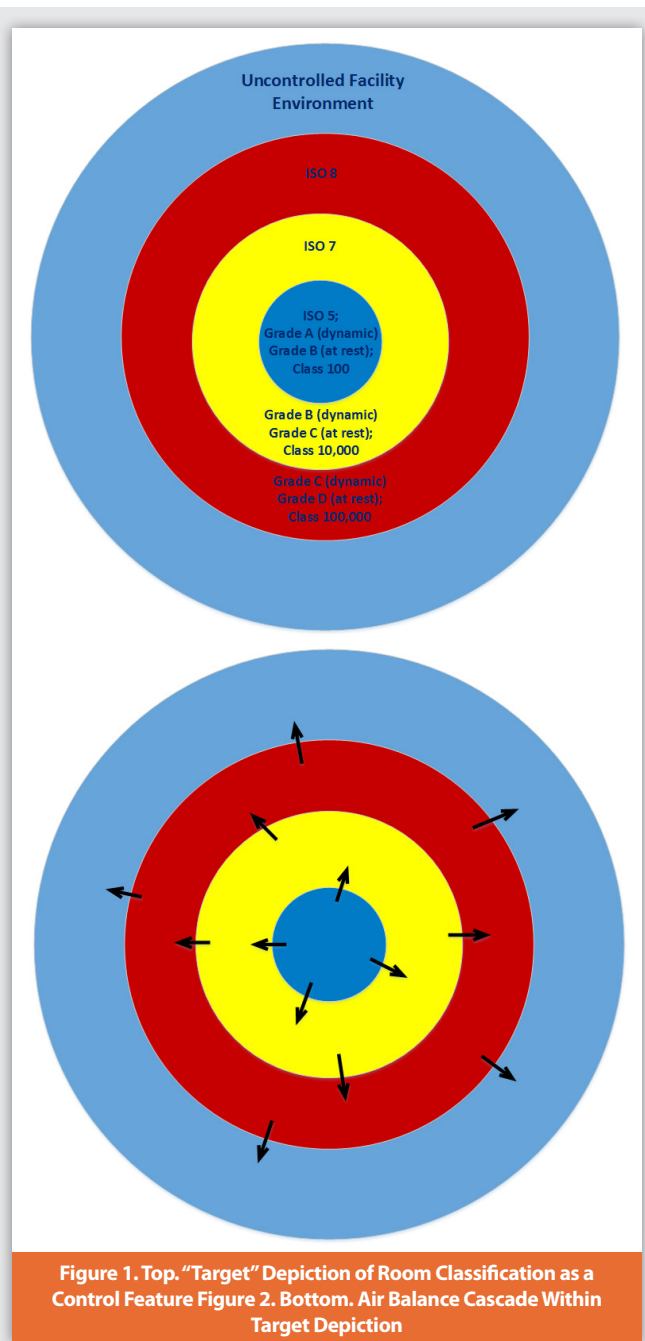 Uncontrolled Facility
Environment
ISO 8
ISO 7
ISO 5;
Grade A (dynamic)
Grade B (at rest);
Class 100
Grade B (dynamic)
Grade C (at rest);
Class 10,000
Grade C (dynamic)
Grade D (at rest);
Class 100,000
Figure 1. Top. “Target” Depiction of Room Classification as a
Control Feature Figure 2. Bottom. Air Balance Cascade Within
Target Depiction